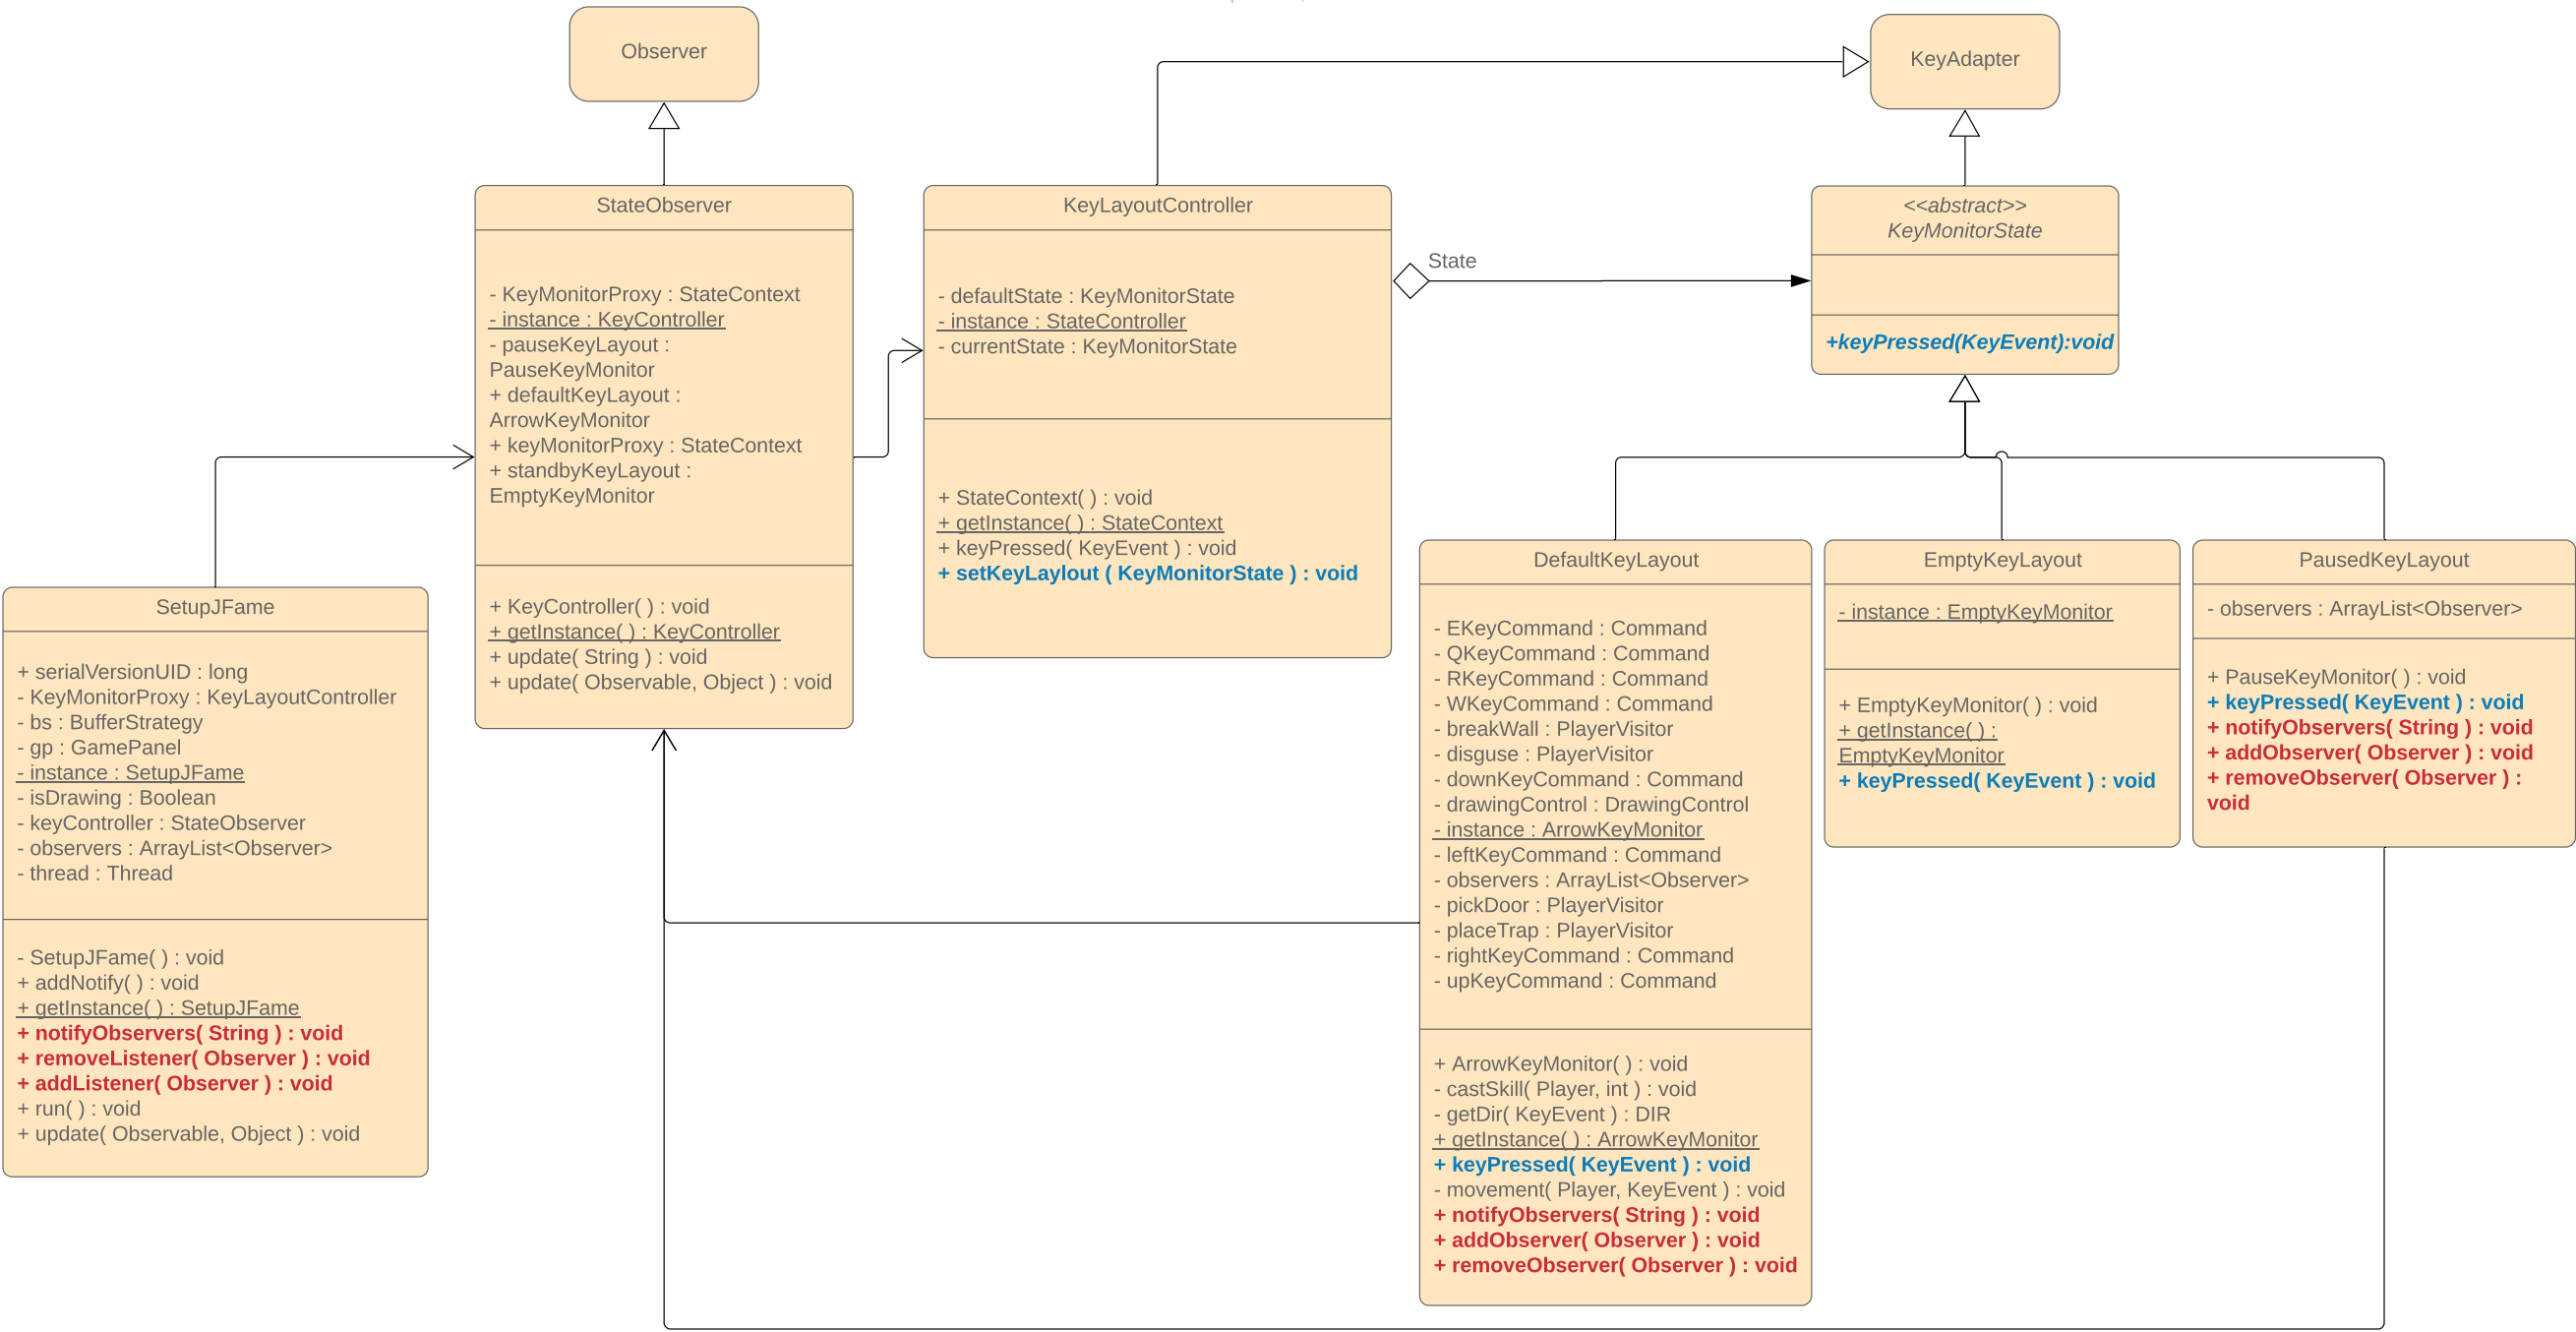 Observer
KeyAdapter
StateObserver
- KeyMonitorProxy : StateContext
- instance : KeyController
- pauseKeyLayout :
PauseKeyMonitor
+ defaultKeyLayout :
ArrowKeyMonitor
+ keyMonitorProxy : StateContext
+ standbyKeyLayout :
EmptyKeyMonitor
+ KeyController( ) : void
+ getInstance( ) : KeyController
+ update( String ) : void
+ update( Observable, Object ) : void
KeyLayoutController
- defaultState : KeyMonitorState
- instance : StateController
- currentState : KeyMonitorState
+ StateContext( ) : void
+ getInstance( ) : StateContext
+ keyPressed( KeyEvent ) : void
+ setKeyLaylout ( KeyMonitorState ) : void
State
<<abstract>>
KeyMonitorState
+keyPressed(KeyEvent):void
SetupJFame
+ serialVersionUID : long
- KeyMonitorProxy : KeyLayoutController
- bs : BufferStrategy
- gp : GamePanel
- instance : SetupJFame
- isDrawing : Boolean
- keyController : StateObserver
- observers : ArrayList<Observer>
- thread : Thread
- SetupJFame( ) : void
+ addNotify( ) : void
+ getInstance( ) : SetupJFame
+ notifyObservers( String ) : void
+ removeListener( Observer ) : void
+ addListener( Observer ) : void
+ run( ) : void
+ update( Observable, Object ) : void
DefaultKeyLayout
- EKeyCommand : Command
- QKeyCommand : Command
- RKeyCommand : Command
- WKeyCommand : Command
- breakWall : PlayerVisitor
- disguse : PlayerVisitor
- downKeyCommand : Command
- drawingControl : DrawingControl
- instance : ArrowKeyMonitor
- leftKeyCommand : Command
- observers : ArrayList<Observer>
- pickDoor : PlayerVisitor
- placeTrap : PlayerVisitor
- rightKeyCommand : Command
- upKeyCommand : Command
+ ArrowKeyMonitor( ) : void
- castSkill( Player, int ) : void
- getDir( KeyEvent ) : DIR
+ getInstance( ) : ArrowKeyMonitor
+ keyPressed( KeyEvent ) : void
- movement( Player, KeyEvent ) : void
+ notifyObservers( String ) : void
+ addObserver( Observer ) : void
+ removeObserver( Observer ) : void
EmptyKeyLayout
- instance : EmptyKeyMonitor
+ EmptyKeyMonitor( ) : void
+ getInstance( ) :
EmptyKeyMonitor
+ keyPressed( KeyEvent ) : void
PausedKeyLayout
- observers : ArrayList<Observer>
+ PauseKeyMonitor( ) : void
+ keyPressed( KeyEvent ) : void
+ notifyObservers( String ) : void
+ addObserver( Observer ) : void
+ removeObserver( Observer ) :
void